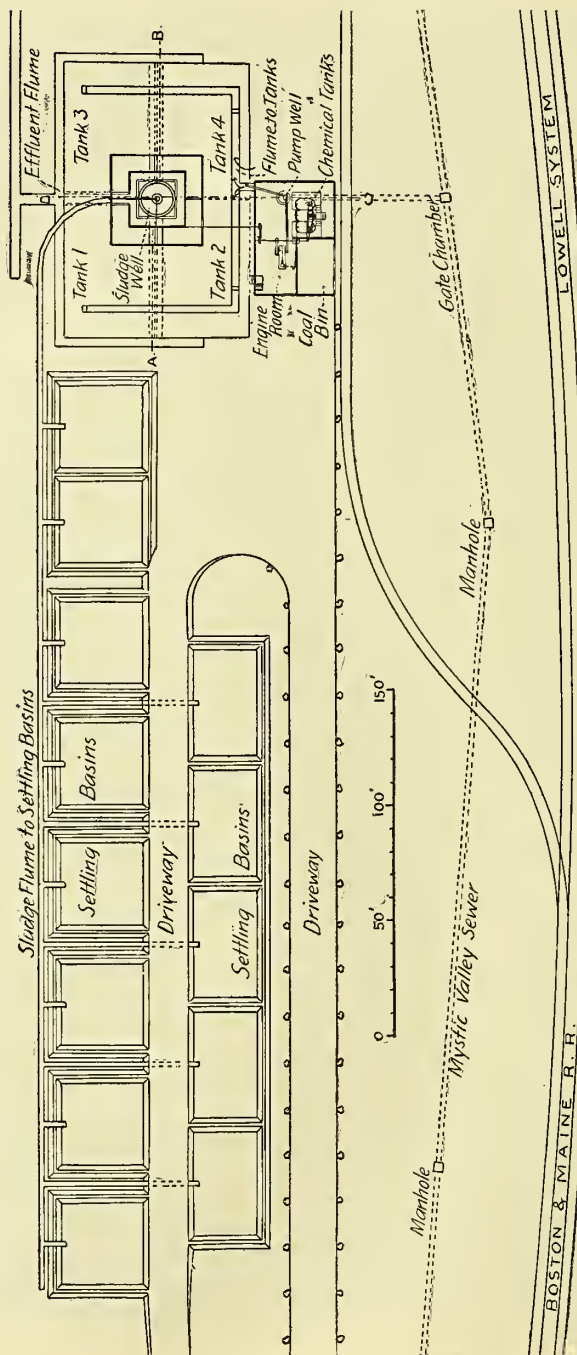 Effluent Flume
Tank 3
B.
Tank 1
Sludge
Well
Tank 4
Tank 2
A
Flume to Tanks
Pump Well
Chemical Tanks
Engine
Room
Coal
Bin
Gate Chamber
LOWELL SYSTEM
Sludge Flume to Settling Basins
Settling
Basins
Driveway
Settling
Basins
Driveway
0
50'
100'
150'
Manhole
Mystic Valley Sewer
Manhole
BOSTON & MAINE R. R.